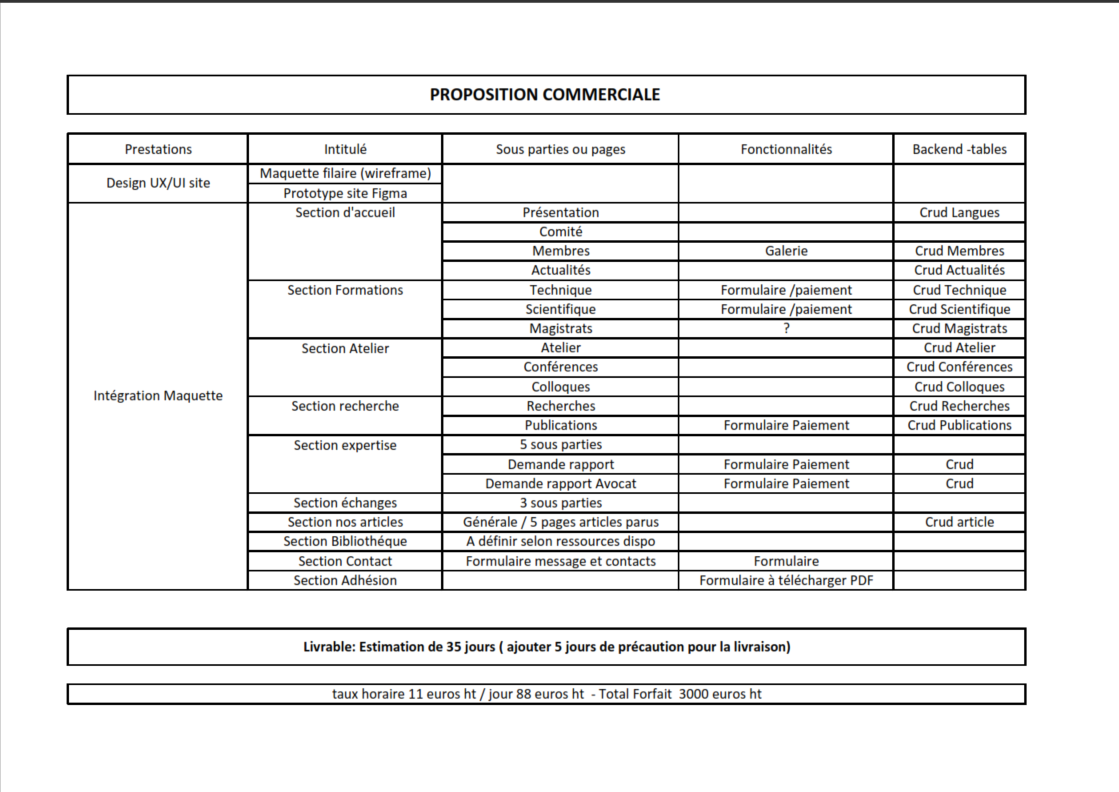 PROPOSITION COMMERCIALE
Prestations Intitulé Sous parties ou pages Fonctionnalités Backend -tables
Design UX/UI site Maquette filaire (wireframe)
Prototype site Figma
Intégration Maquette Section d'accueil Présentation Crud Langues
Comité
Membres Galerie Crud Membres
Actualités Crud Actualités
Section Formations Technique Formulaire /paiement Crud Technique
Scientifique Formulaire /paiement Crud Scientifique
Magistrats ? Crud Magistrats
Section Atelier Atelier Crud Atelier
Conférences Crud Conférences
Colloques Crud Colloques
Section recherche Recherches Crud Recherches
Publications Formulaire Paiement Crud Publications
Section expertise 5 sous parties
Demande rapport Formulaire Paiement Crud
Demande rapport Avocat Formulaire Paiement Crud
Section échanges 3 sous parties
Section nos articles Générale / 5 pages articles parus Crud article
Section Bibliothéque A définir selon ressources dispo
Section Contact Formulaire message et contacts Formulaire
Section Adhésion Formulaire à télécharger PDF
Livrable: Estimation de 35 jours ( ajouter 5 jours de précaution pour la livraison)
taux horaire 11 euros ht / jour 88 euros ht - Total Forfait 3000 euros ht